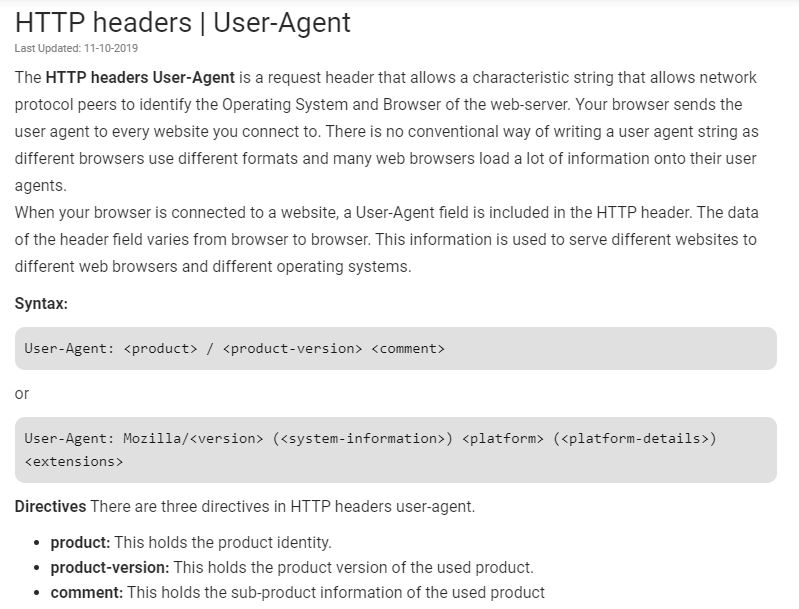 HTTP headers | User-Agent
Last Updated: 11-10-2019
The HTTP headers User-Agent is a request header that allows a characteristic string that allows network
protocol peers to identify the Operating System and Browser of the web-server. Your browser sends the
user agent to every website you connect to. There is no conventional way of writing a user agent string as
different browsers use different formats and many web browsers load a lot of information onto their user
agents.
When your browser is connected to a website, a User-Agent field is included in the HTTP header. The data
of the header field varies from browser to browser. This information is used to serve different websites to
different web browsers and different operating systems.
Syntax:
User-Agent: <product> / <product-version> <comment>
or
User-Agent: Mozilla/<version> (<system-information>) <platform> (<platform-details>)
<extensions>
Directives There are three directives in HTTP headers user-agent.
• product: This holds the product identity.
• product-version: This holds the product version of the used product.
• comment: This holds the sub-product information of the used product